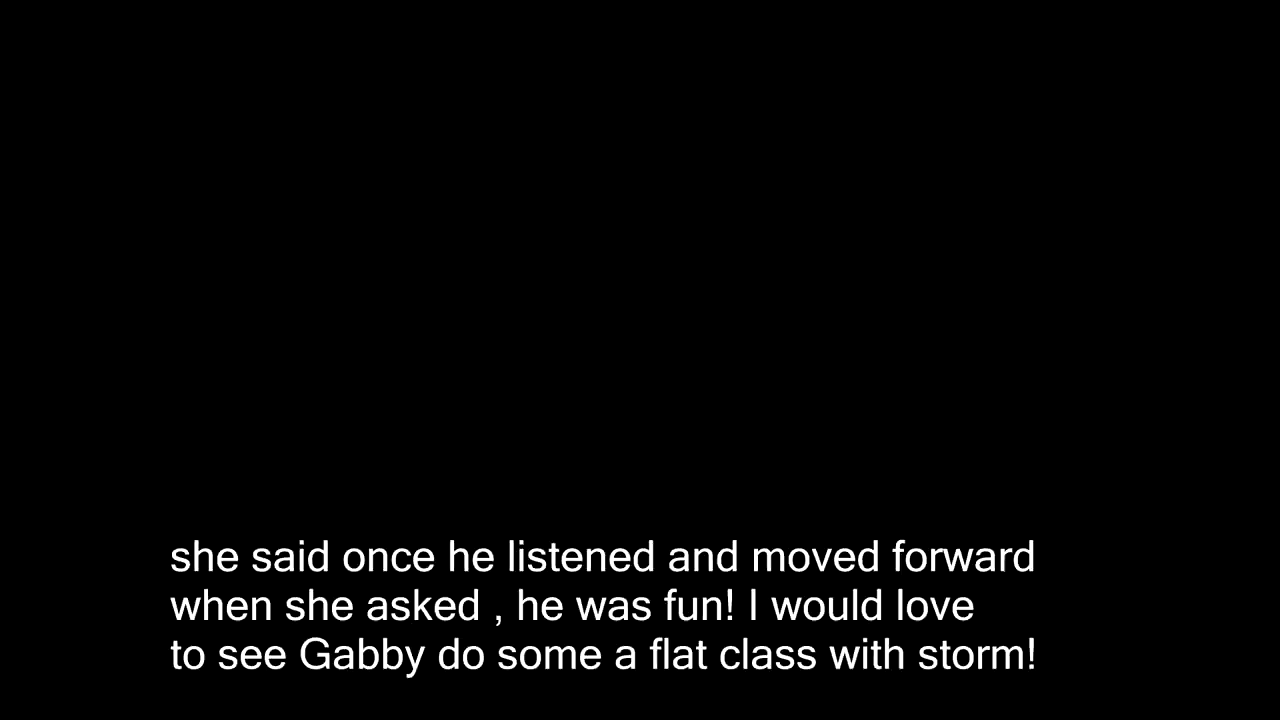 she said once he listened and moved forward
when she asked , he was fun! I would love
to see Gabby do some a flat class with storm!